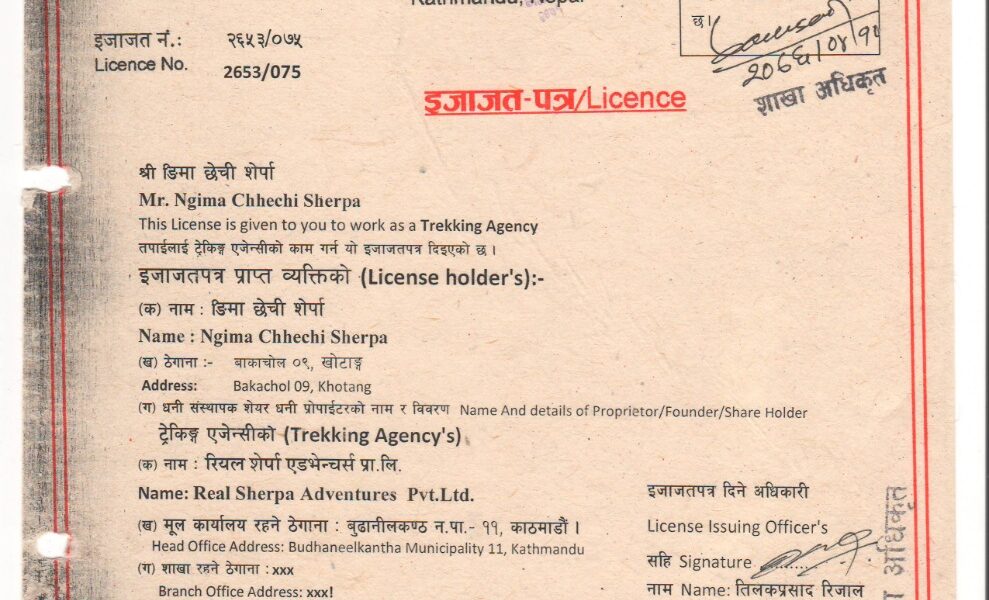 Kathmandu, Nepal
छ।
इजाजत नं.: २६५३/०७५
Licence No. 2653/075
शाखा अधिकृत
इजाजत-पत्र/Licence
श्री ङिमा छेची शेर्पा
Mr. Ngima Chhechi Sherpa
This License is given to you to work as a Trekking Agency
तपाईलाई ट्रेकिङ्ग एजेन्सीको काम गर्न यो इजाजतपत्र दिइएको छ ।
इजाजतपत्र प्राप्त व्यक्तिको (License holder's):-
(क) नाम : ङिमा छेची शेर्पा
Name : Ngima Chhechi Sherpa
(ख) ठेगाना :- बाकाचोल ०९, खोटाङ्ग
Address: Bakachol 09, Khotang
(ग) धनी संस्थापक शेयर धनी प्रोपाईटरको नाम र विवरण Name And details of Proprietor/Founder/Share Holder
ट्रेकिङ्ग एजेन्सीको (Trekking Agency's)
(क) नाम : रियल शेर्पा एडभेन्चर्स प्रा.लि.
Name: Real Sherpa Adventures Pvt.Ltd.
(ख) मूल कार्यालय रहने ठेगाना : बुढानीलकण्ठ न.पा.- ११, काठमाडौं ।
Head Office Address: Budhaneelkantha Municipality 11, Kathmandu
(ग) शाखा रहने ठेगाना : xxx
Branch Office Address: xxx!
इजाजतपत्र दिने अधिकारी
License Issuing Officer's
सहि Signature
नाम Name: तिलकप्रसाद रिजाल
अधिकृत